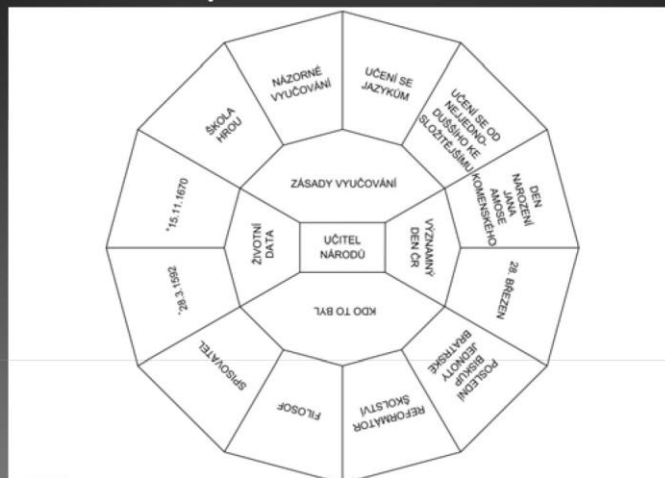 NÁZORNÉ
VYUČOVÁNÍ
UČENÍ SE
JAZYKŮM
UČENÍ SE OD
NEJJEDNO-
DUŠŠÍHO KE
SLOŽITĚJŠÍMU
DEN
NAROZENÍ
JANA
AMOSE
KOMENSKÉHO
28. BŘEZEN
POSLEDNÍ
BISKUP
JEDNOTY
BRATRSKÉ
REFORMÁTOR
ŠKOLSTVÍ
FILOSOF
SPISOVATEL
*28.3.1592
*15.11.1670
ŠKOLA
HROU
ZÁSADY VYUČOVÁNÍ
VÝZNAMNÝ
DEN ČR
KDO TO BYL
ŽIVOTNÍ
DATA
UČITEL
NÁRODŮ